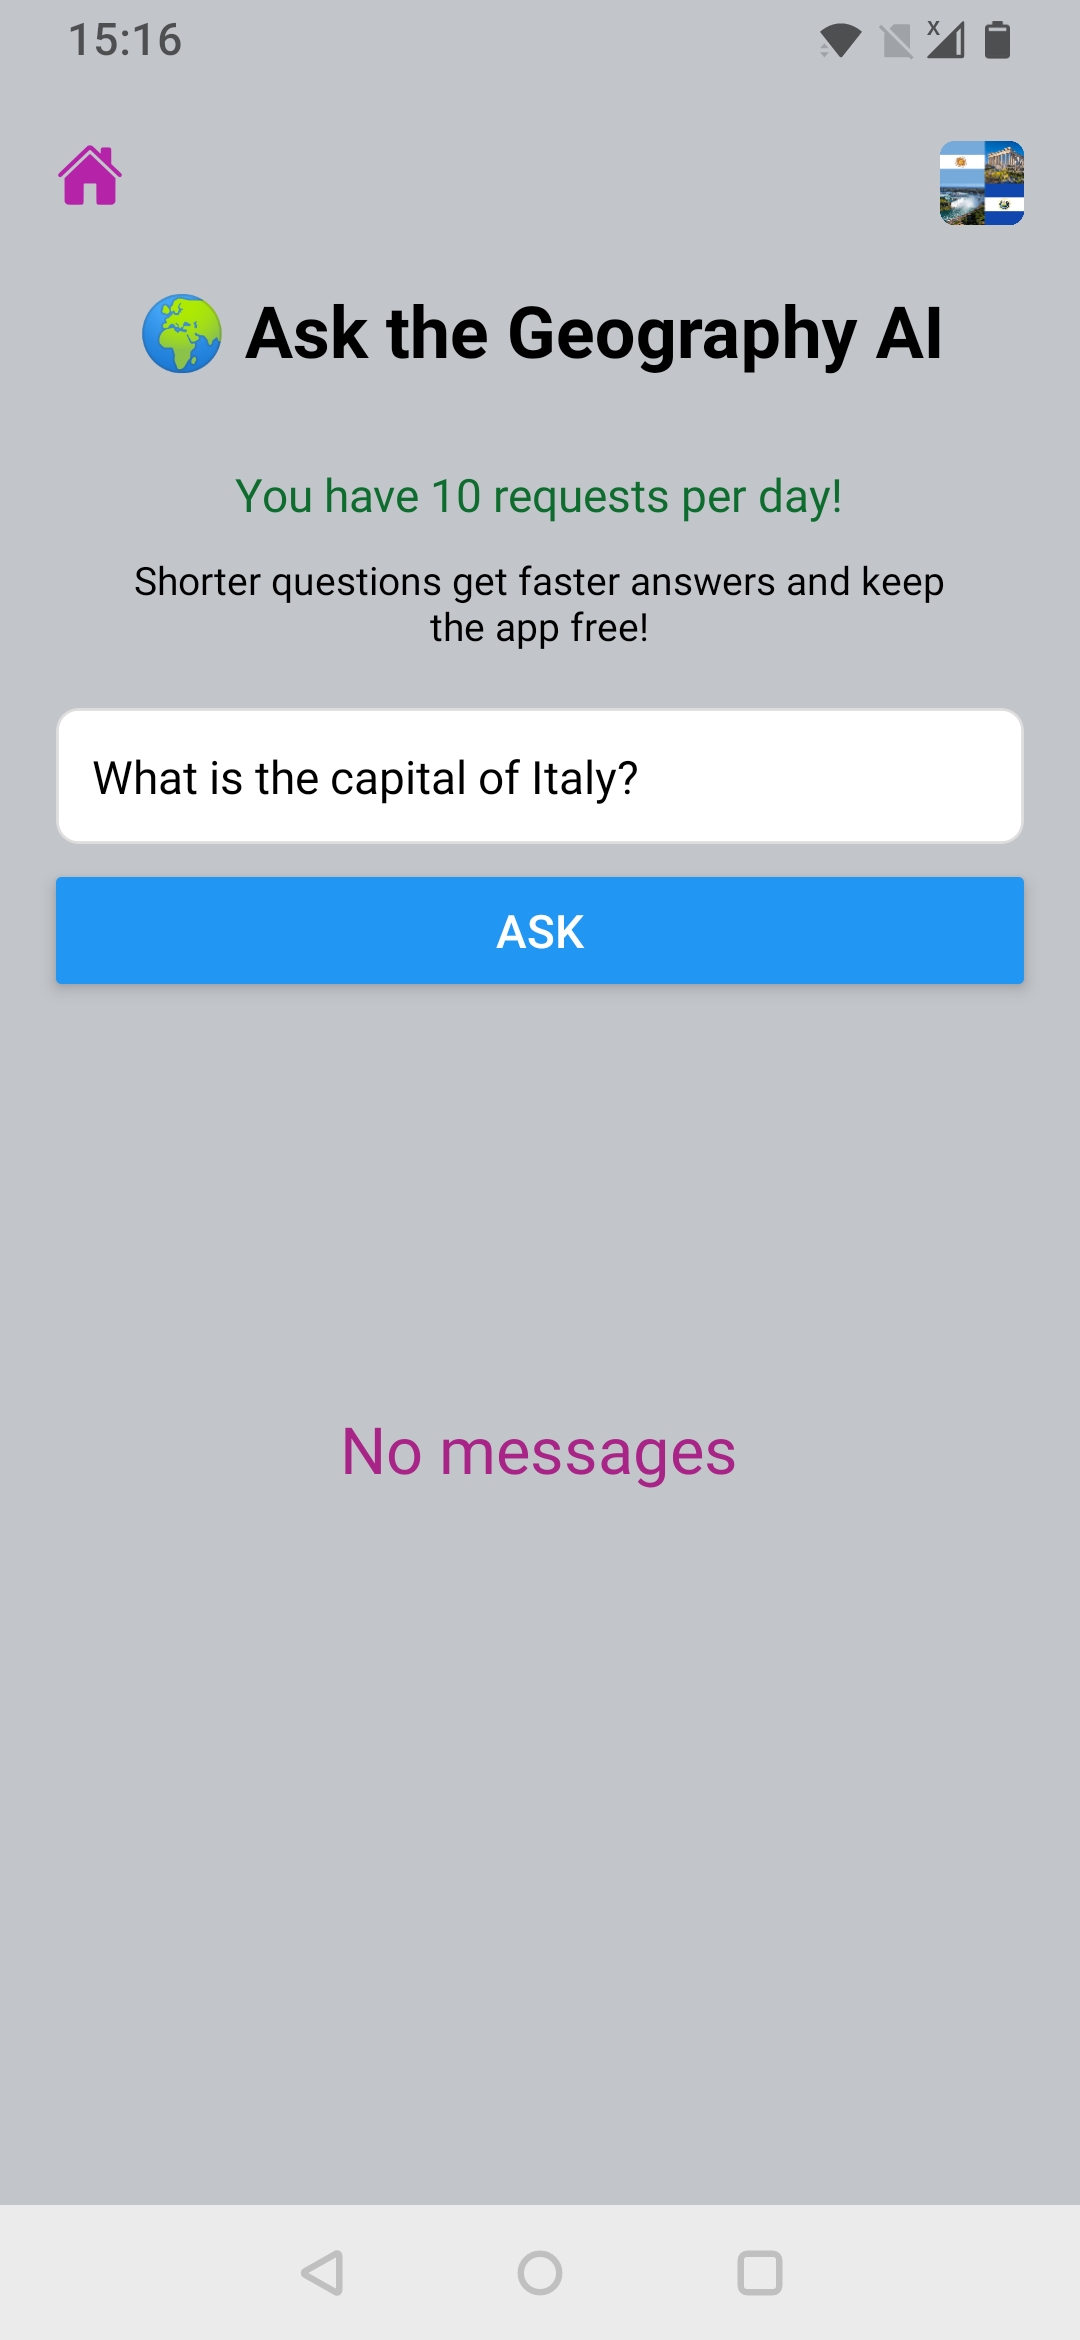 15:16
X
Ask the Geography AI
You have 10 requests per day!
Shorter questions get faster answers and keep
the app free!
What is the capital of Italy?
ASK
No messages